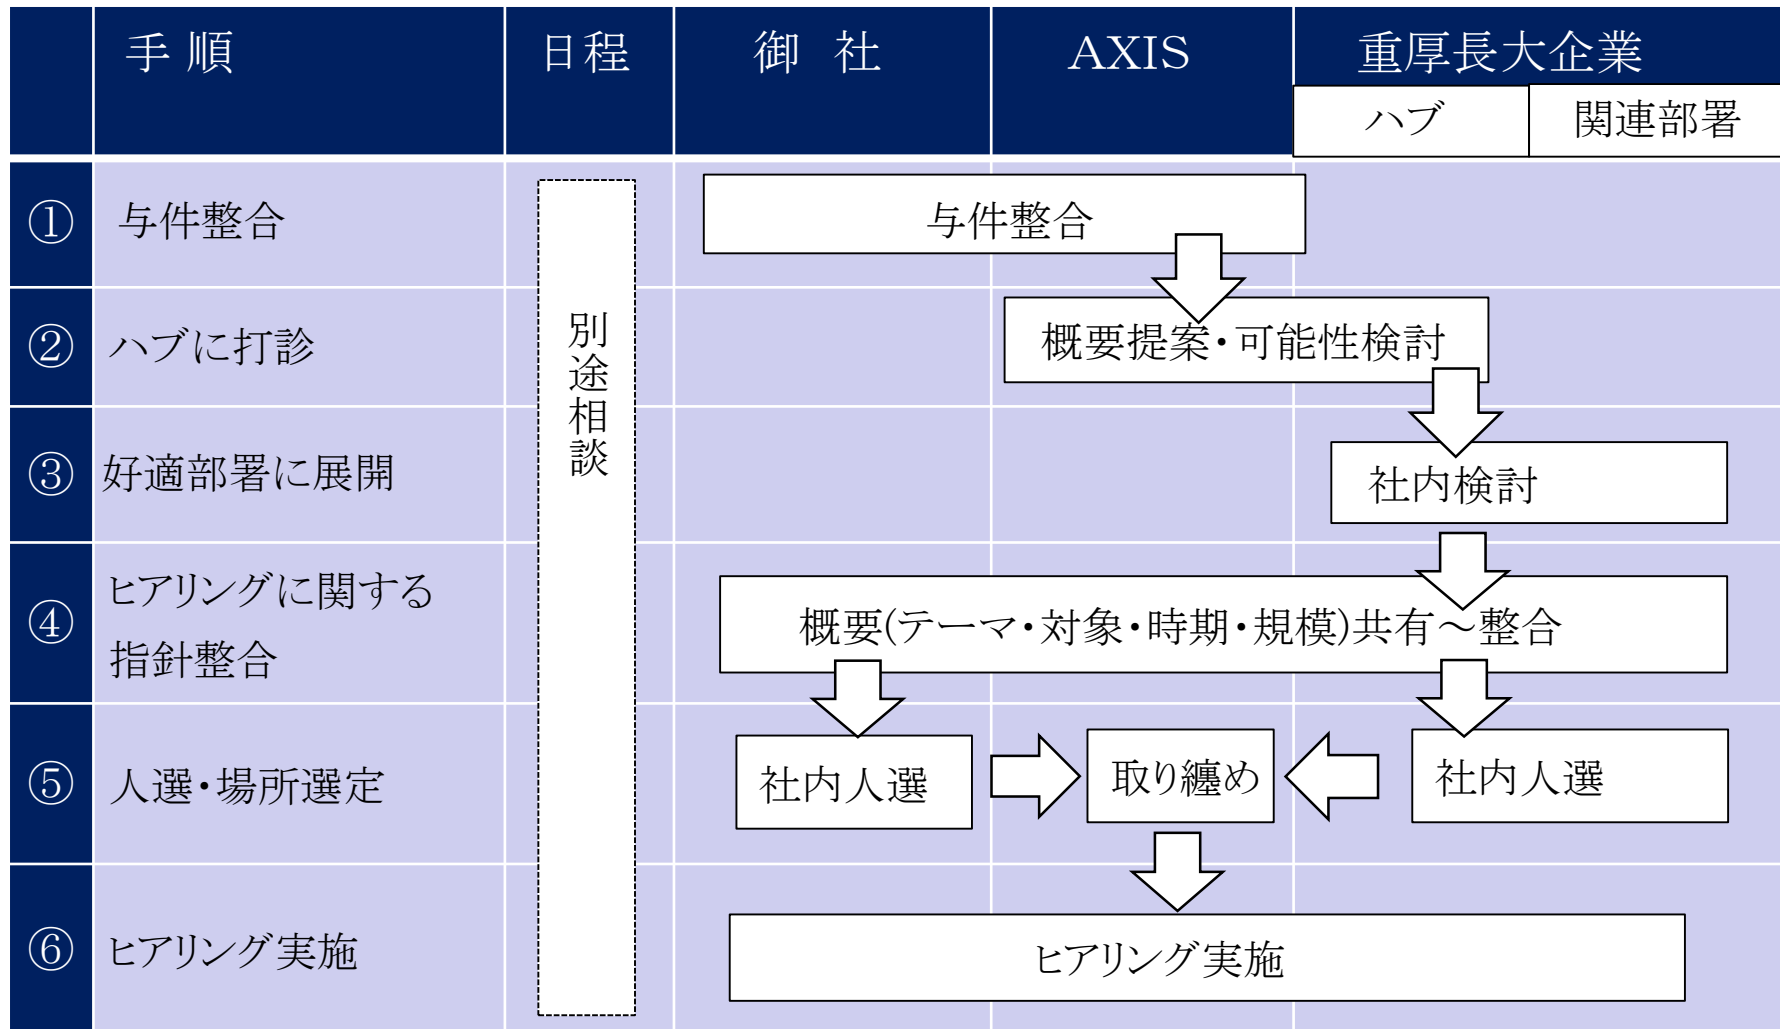 手 順
日程
御 社
AXIS
重厚長大企業
ハブ
関連部署
①
与件整合
与件整合
②
ハブに打診
概要提案・可能性検討
別途相談
③
好適部署に展開
社内検討
④
ヒアリングに関する
指針整合
概要(テーマ・対象・時期・規模)共有～整合
⑤
人選・場所選定
社内人選
取り纏め
社内人選
⑥
ヒアリング実施
ヒアリング実施